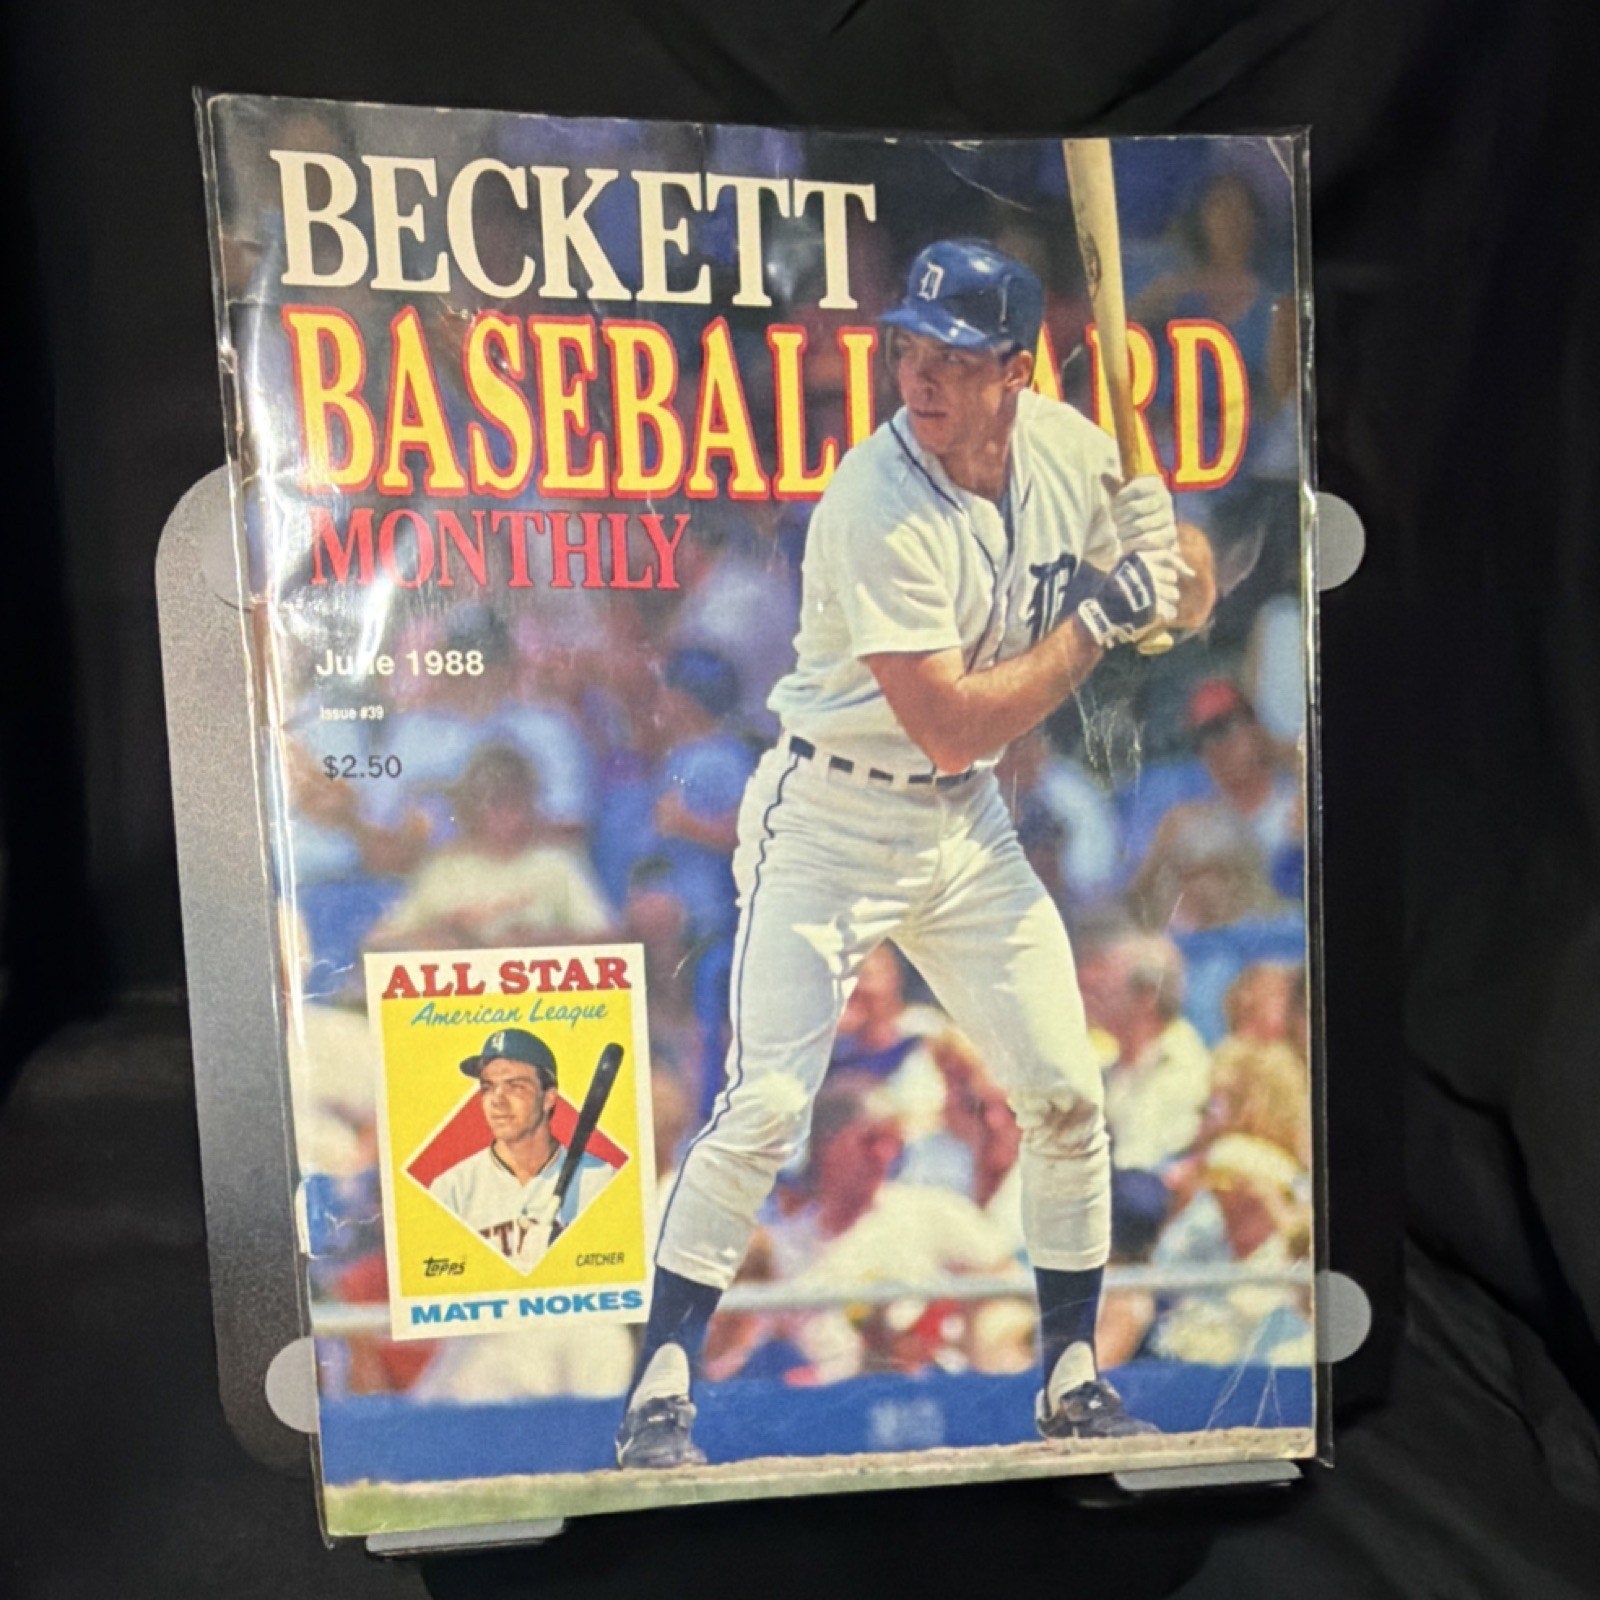 BECKETT
BASEBALL CARD
MONTHLY
June 1988
Issue #39
$2.50
D
D
ALL STAR
American League
Topps
CATCHER
MATT NOKES